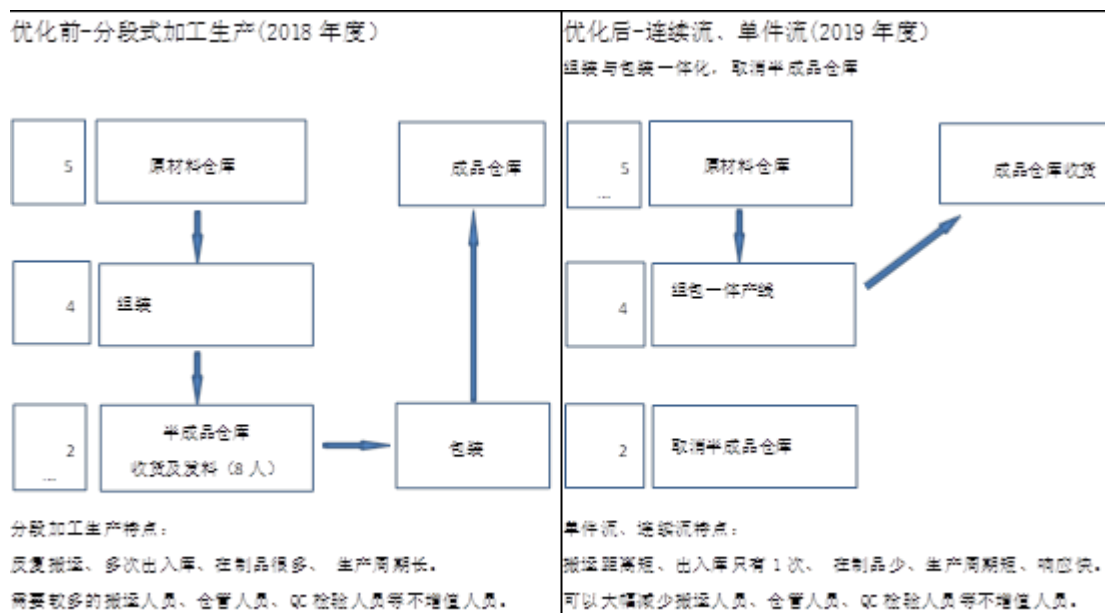 优化前-分段式加工生产(2018 年度)
5
原材料仓库
成品仓库
4
组装
2
半成品仓库
收货及发料（8 人）
包装
分段加工生产特点：
反复搬运、多次出入库、在制品很多、 生产周期长。
需要较多的搬运人员、仓管人员、QC 检验人员等不增值人员。
优化后-连续流、单件流(2019 年度)
组装与包装一体化，取消半成品仓库
5
原材料仓库
成品仓库收货
4
组包一体产线
2
取消半成品仓库
单件流、连续流特点：
搬运距离短、出入库只有 1 次、 在制品少、生产周期短、响应快。
可以大幅减少搬运人员、仓管人员、QC 检验人员等不增值人员。